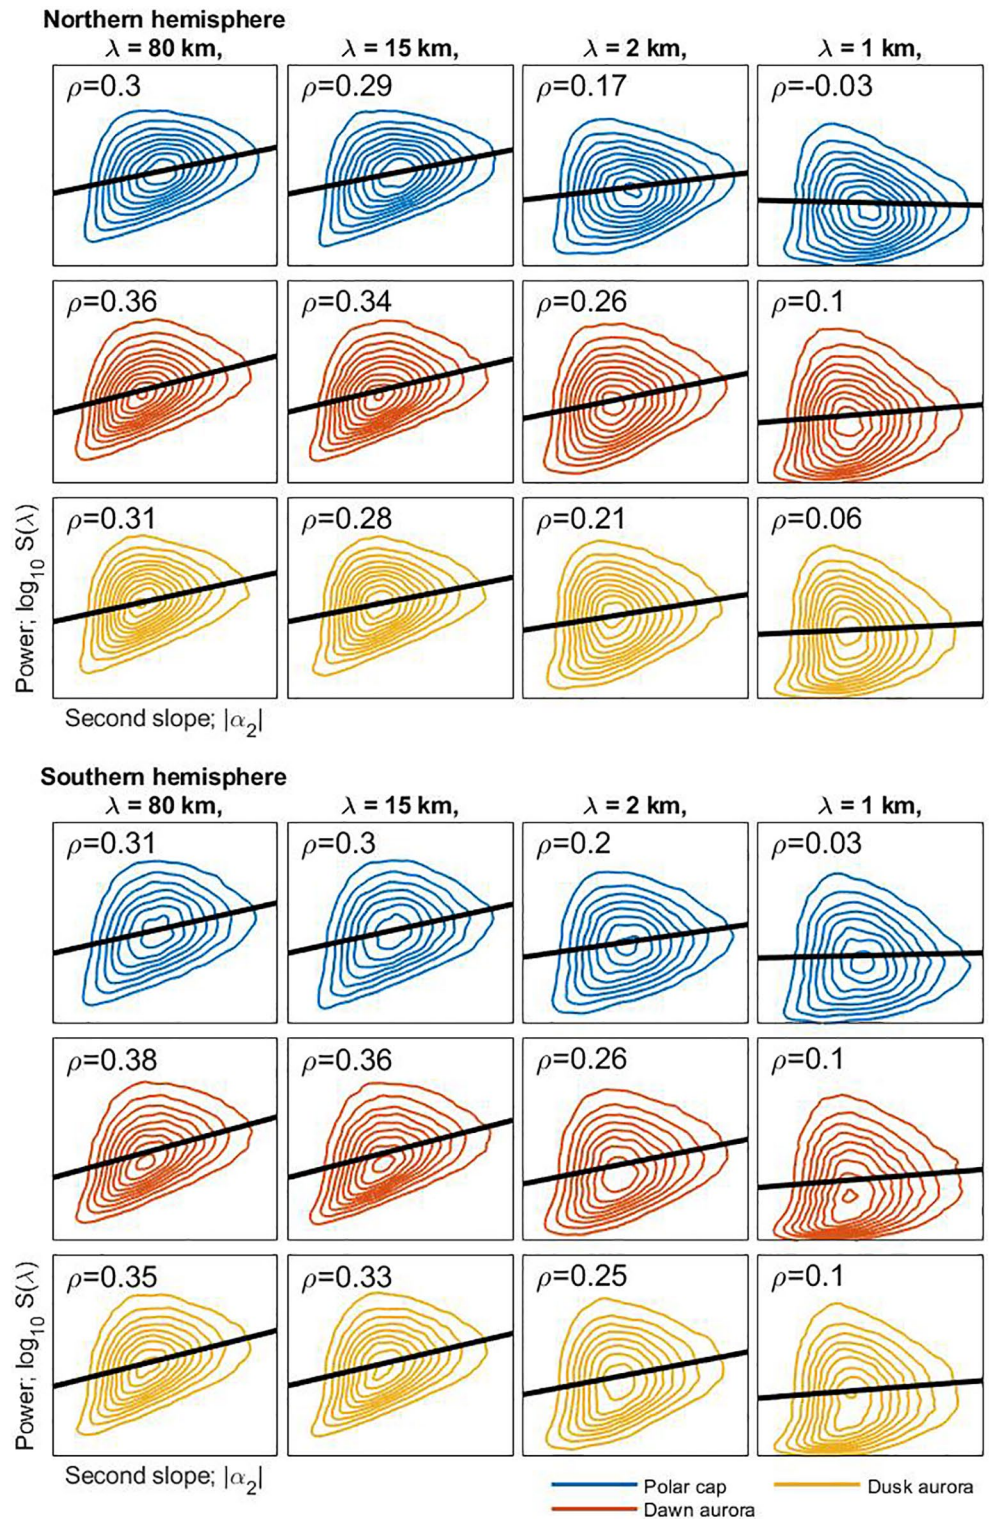 Northern hemisphere
λ = 80 km, λ = 15 km, λ = 2 km, λ = 1 km,
ρ=0.3 ρ=0.29 ρ=0.17 ρ=-0.03
ρ=0.36 ρ=0.34 ρ=0.26 ρ=0.1
ρ=0.31 ρ=0.28 ρ=0.21 ρ=0.06
Power; log10 S(λ)
Second slope; |α2|
Southern hemisphere
λ = 80 km, λ = 15 km, λ = 2 km, λ = 1 km,
ρ=0.31 ρ=0.3 ρ=0.2 ρ=0.03
ρ=0.38 ρ=0.36 ρ=0.26 ρ=0.1
ρ=0.35 ρ=0.33 ρ=0.25 ρ=0.1
Power; log10 S(λ)
Second slope; |α2|
Polar cap Dusk aurora
Dawn aurora